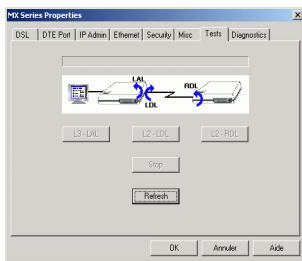 MX Series Properties
DSL DTE Port IP Admin Ethernet Security Misc Tests Diagnostics
LAL RDL
LDL
L3 - LAL L2 - LDL L2 - RDL
Stop
Refresh
OK Annuler Aide